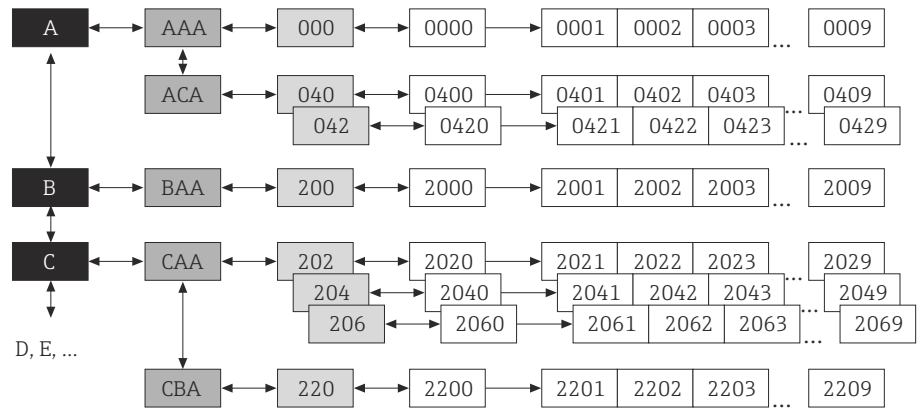 A AAA 000 0000 0001 0002 0003 ... 0009
ACA 040 0400 0401 0402 0403 ... 0409
042 0420 0421 0422 0423 ... 0429
B BAA 200 2000 2001 2002 2003 ... 2009
C CAA 202 2020 2021 2022 2023 ... 2029
204 2040 2041 2042 2043 ... 2049
206 2060 2061 2062 2063 ... 2069
D, E, ...
CBA 220 2200 2201 2202 2203 ... 2209